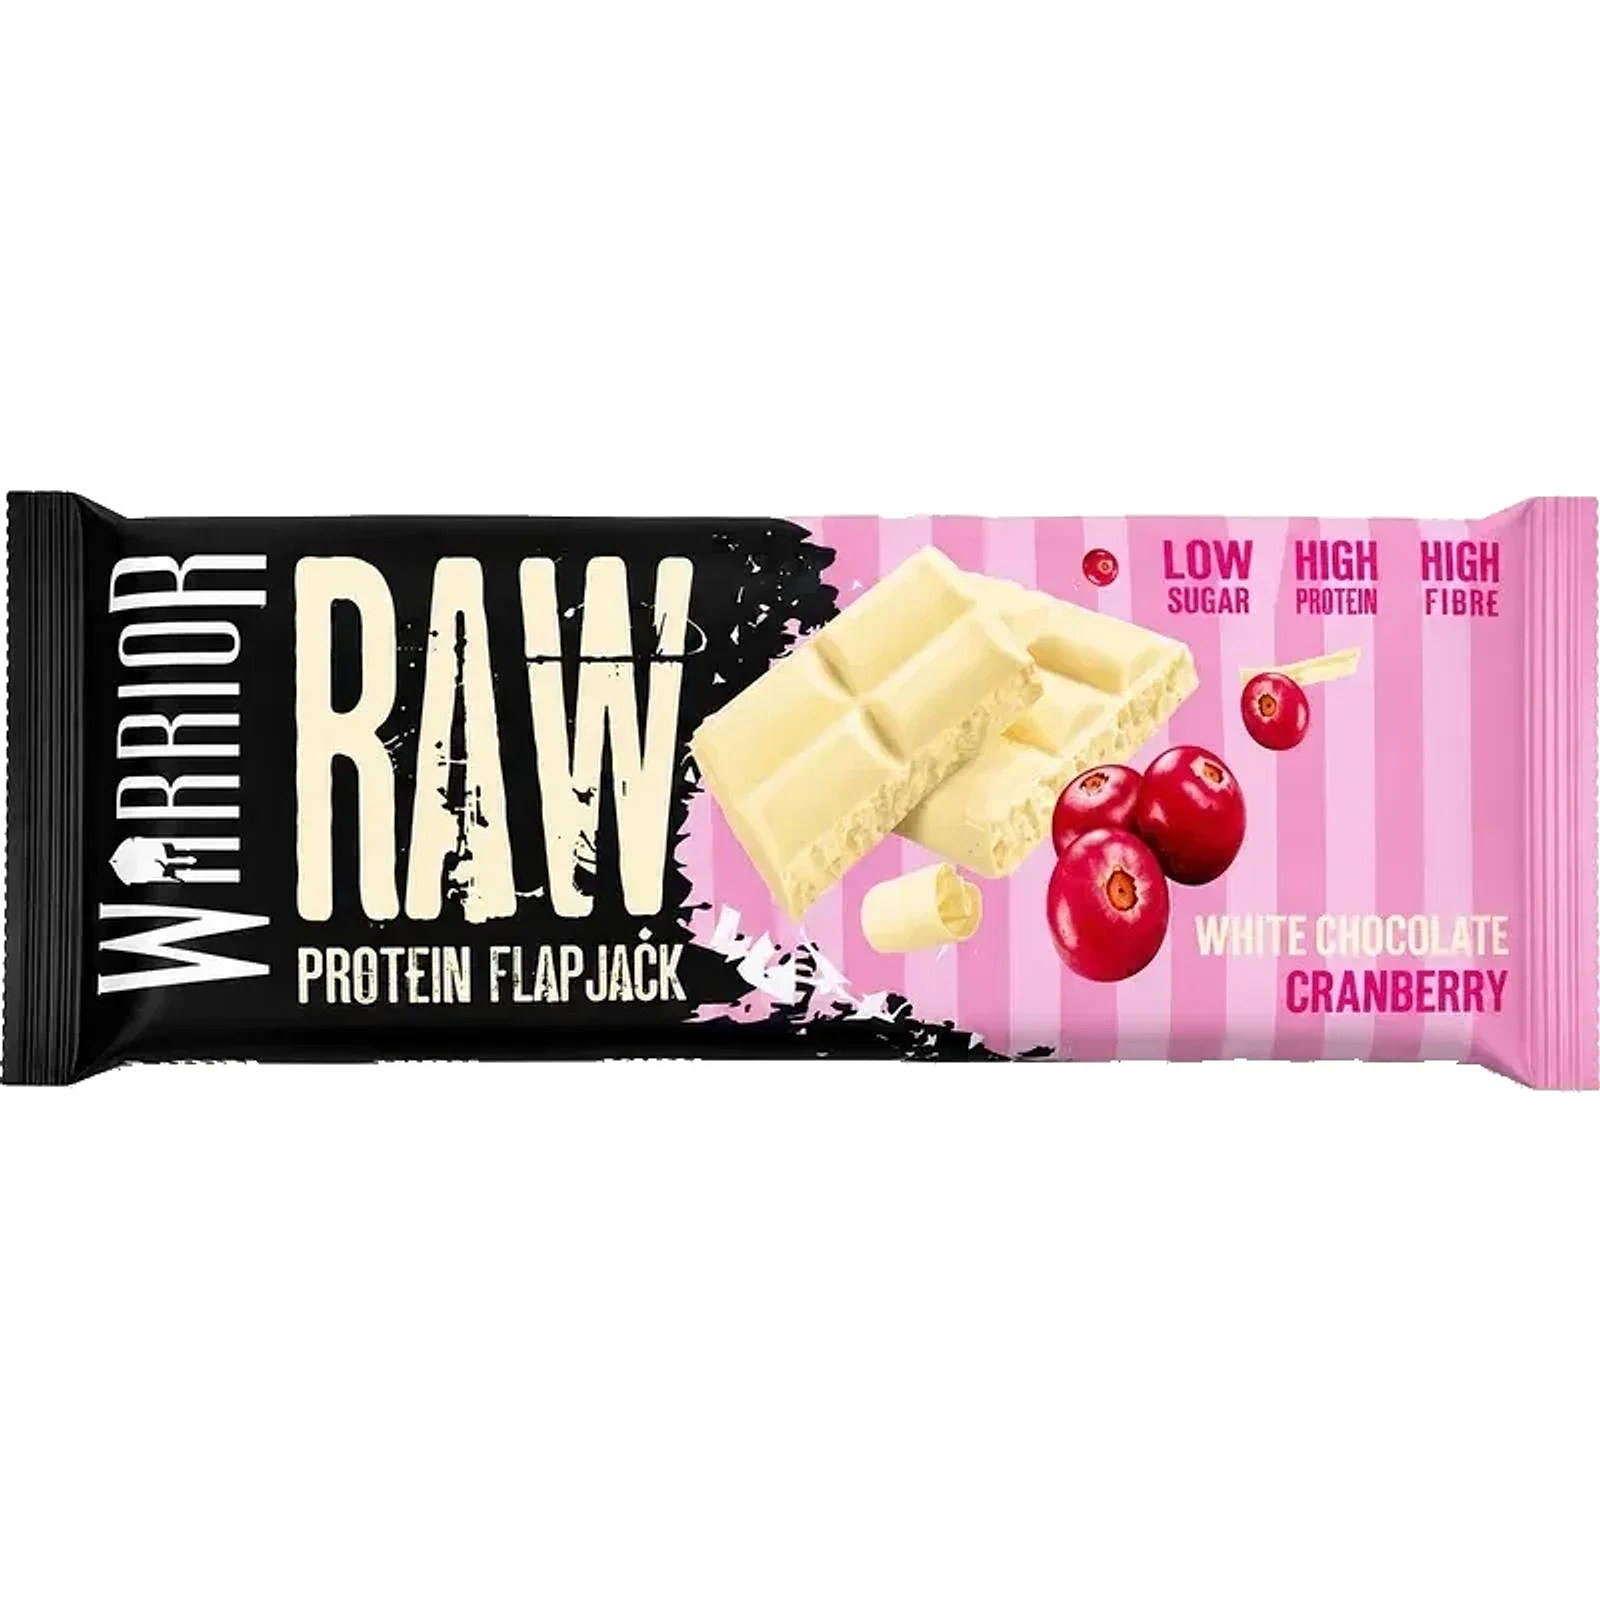 WARRIOR
RAW
PROTEIN FLAPJACK
LOW
SUGAR
HIGH
PROTEIN
HIGH
FIBRE
WHITE CHOCOLATE
CRANBERRY